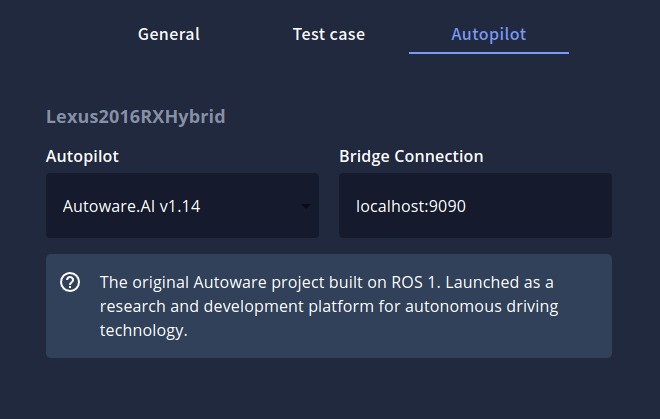 General Test case Autopilot
Lexus2016RXHybrid
Autopilot Bridge Connection
Autoware.AI v1.14 localhost:9090
The original Autoware project built on ROS 1. Launched as a
research and development platform for autonomous driving
technology.